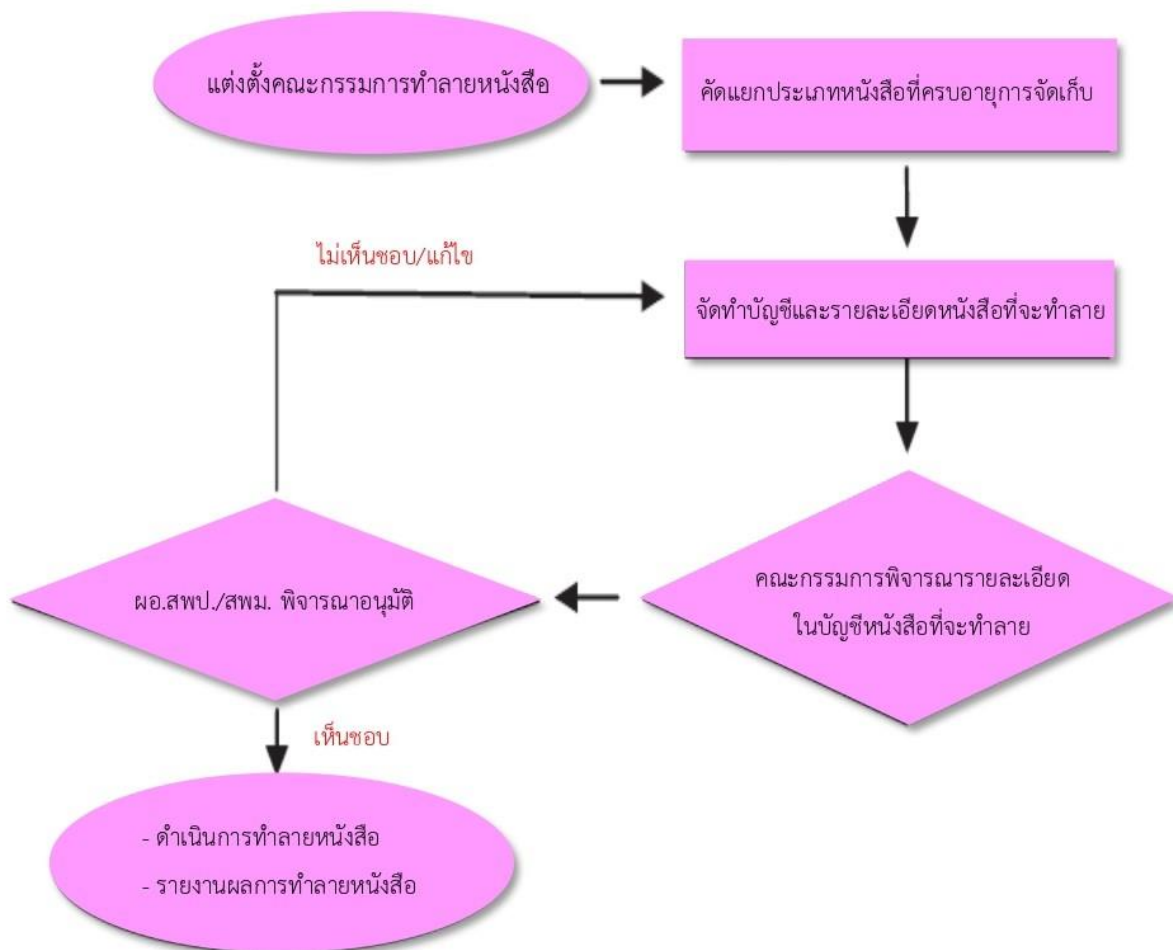 แต่งตั้งคณะกรรมการทำลายหนังสือ
คัดแยกประเภทหนังสือที่ครบอายุการจัดเก็บ
ไม่เห็นชอบ/แก้ไข
จัดทำบัญชีและรายละเอียดหนังสือที่จะทำลาย
คณะกรรมการพิจารณารายละเอียด
ในบัญชีหนังสือที่จะทำลาย
ผอ.สพป./สพม. พิจารณาอนุมัติ
เห็นชอบ
- ดำเนินการทำลายหนังสือ
- รายงานผลการทำลายหนังสือ